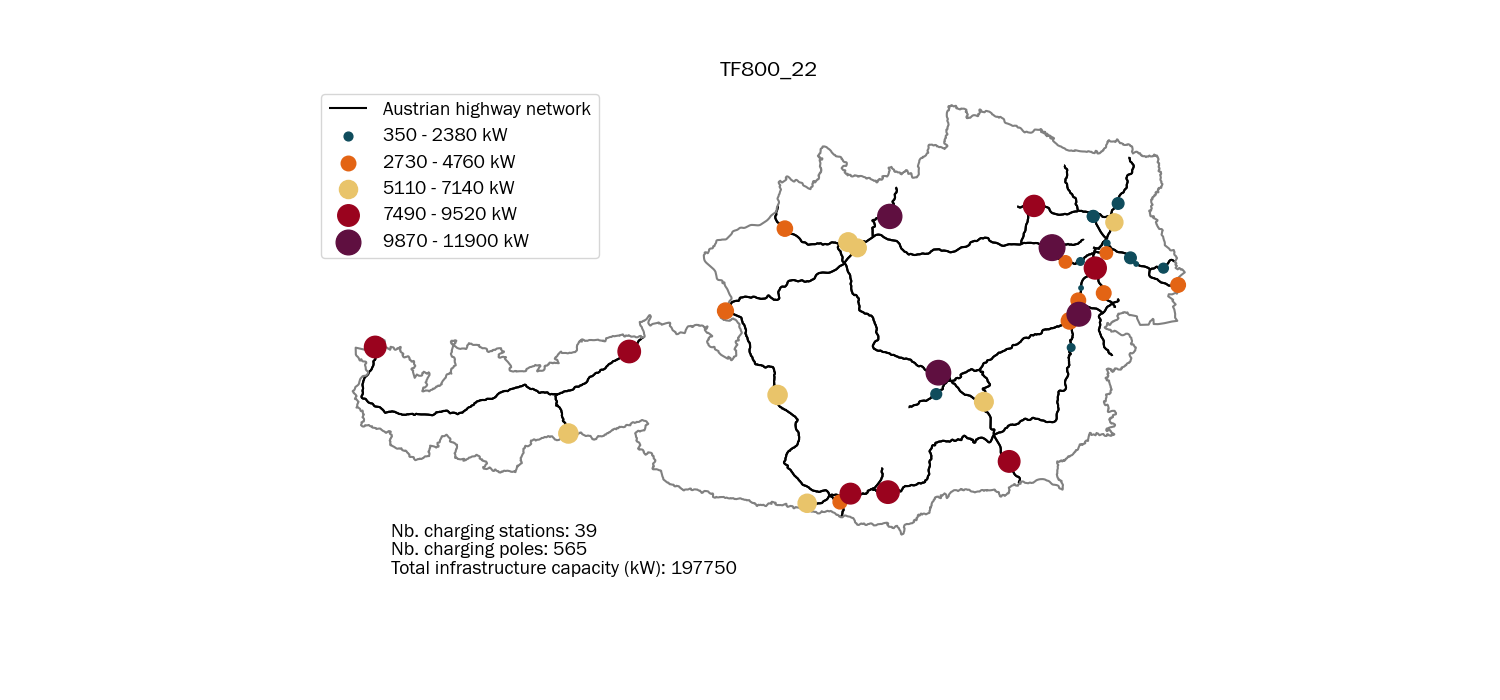 TF800_22
Austrian highway network
350 - 2380 kW
2730 - 4760 kW
5110 - 7140 kW
7490 - 9520 kW
9870 - 11900 kW
Nb. charging stations: 39
Nb. charging poles: 565
Total infrastructure capacity (kW): 197750